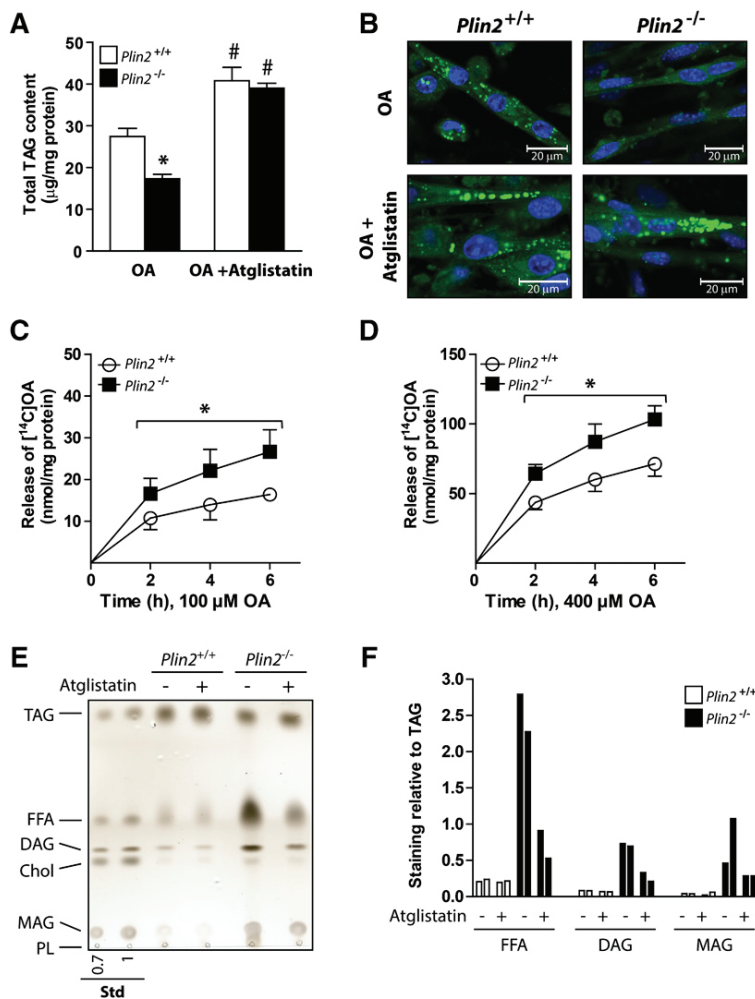 A
Total TAG content
(µg/mg protein)
50
40
30
20
10
0
Plin2 +/+
Plin2 -/-
*
#
#
OA
OA +Atglistatin
B
Plin2+/+
Plin2-/-
OA
20 µm
20 µm
OA +
Atglistatin
20 µm
20 µm
C
Release of [14C]OA
(nmol/mg protein)
50
40
30
20
10
Plin2 +/+
Plin2 -/-
*
0
2
4
6
Time (h), 100 µM OA
D
Release of [14C]OA
(nmol/mg protein)
150
100
50
Plin2 +/+
Plin2 -/-
*
0
2
4
6
Time (h), 400 µM OA
E
Plin2+/+
Plin2-/-
Atglistatin
-
+
-
+
TAG
FFA
DAG
Chol
MAG
PL
0.7
1
Std
F
Staining relative to TAG
3.0
2.5
2.0
1.5
1.0
0.5
0.0
Plin2 +/+
Plin2 -/-
Atglistatin
- + - +
- + - +
- + - +
FFA
DAG
MAG